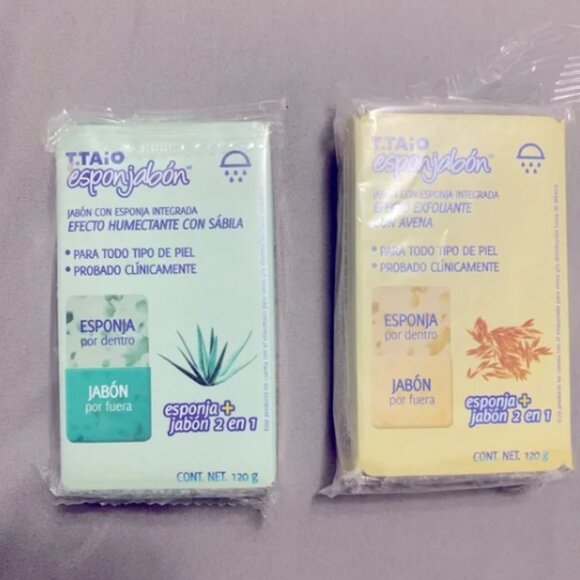 T.TAiO
esponjabón™
JABÓN CON ESPONJA INTEGRADA
EFECTO HUMECTANTE CON SÁBILA
• PARA TODO TIPO DE PIEL
• PROBADO CLÍNICAMENTE
ESPONJA
por dentro
JABÓN
por fuera
esponja +
jabón 2 en 1
CONT. NET. 120 g
T.TAiO
esponjabón™
JABÓN CON ESPONJA INTEGRADA
EFECTO EXFOLIANTE
CON AVENA
• PARA TODO TIPO DE PIEL
• PROBADO CLÍNICAMENTE
ESPONJA
por dentro
JABÓN
por fuera
esponja +
jabón 2 en 1
CONT. NET. 120 g